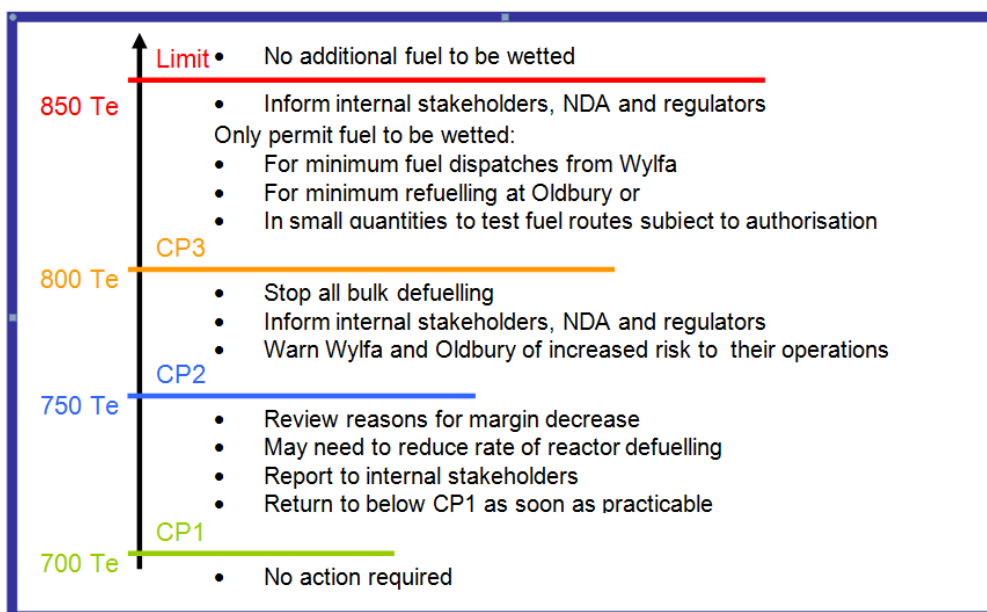 Limit • No additional fuel to be wetted
850 Te
• Inform internal stakeholders, NDA and regulators
Only permit fuel to be wetted:
• For minimum fuel dispatches from Wylfa
• For minimum refuelling at Oldbury or
• In small quantities to test fuel routes subject to authorisation
CP3
800 Te
• Stop all bulk defuelling
• Inform internal stakeholders, NDA and regulators
• Warn Wylfa and Oldbury of increased risk to their operations
CP2
750 Te
• Review reasons for margin decrease
• May need to reduce rate of reactor defuelling
• Report to internal stakeholders
• Return to below CP1 as soon as practicable
CP1
700 Te
• No action required